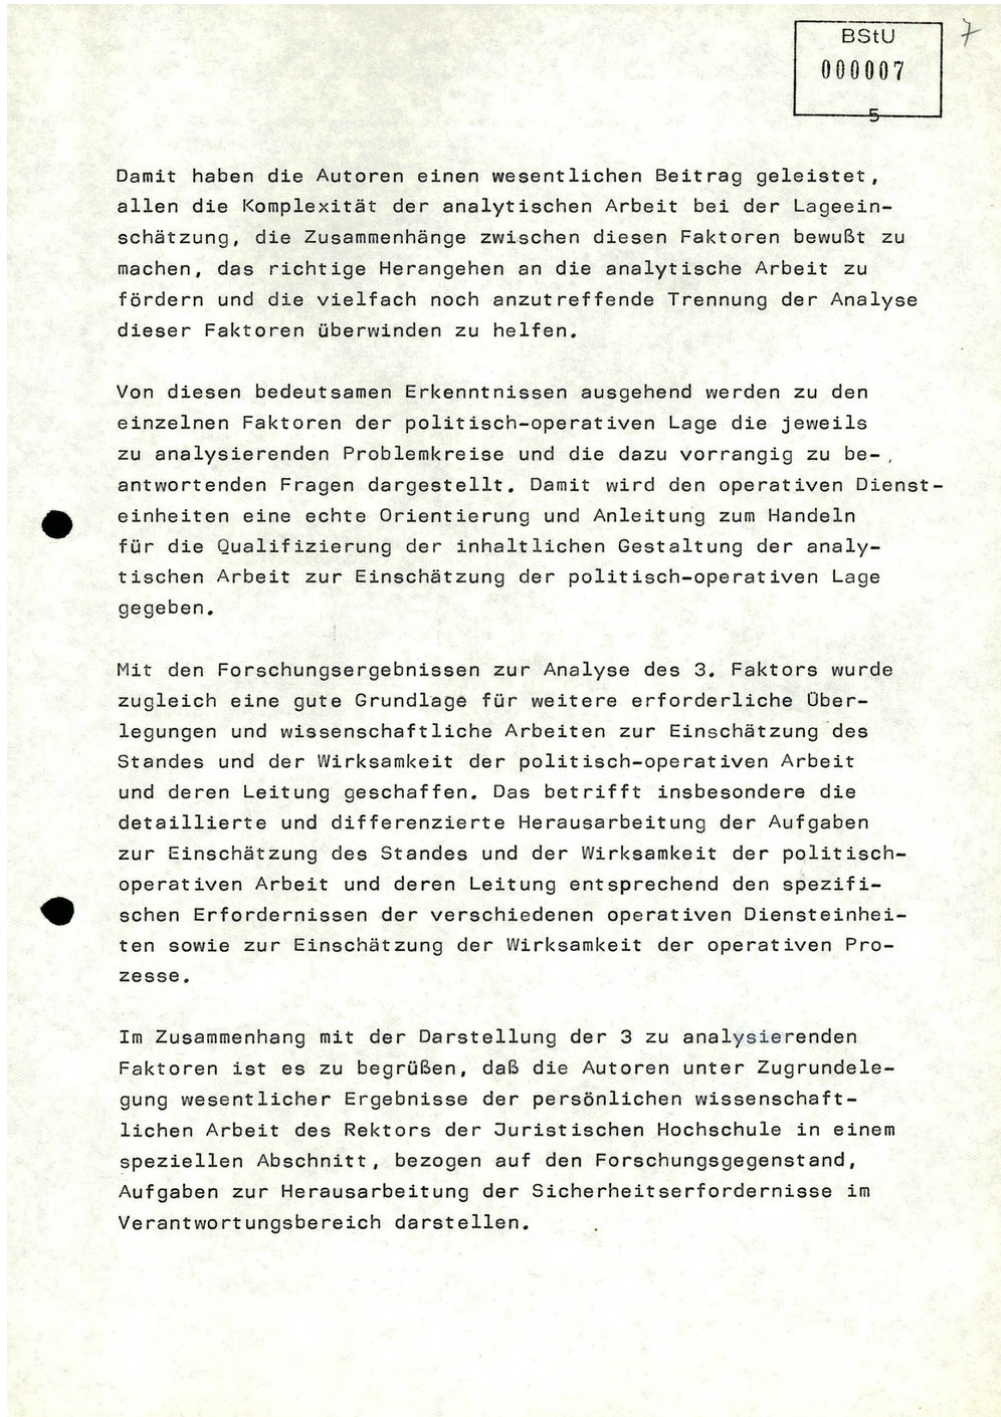 BStU
000007
7
5
Damit haben die Autoren einen wesentlichen Beitrag geleistet,
allen die Komplexität der analytischen Arbeit bei der Lageein-
schätzung, die Zusammenhänge zwischen diesen Faktoren bewußt zu
machen, das richtige Herangehen an die analytische Arbeit zu
fördern und die vielfach noch anzutreffende Trennung der Analyse
dieser Faktoren überwinden zu helfen.
Von diesen bedeutsamen Erkenntnissen ausgehend werden zu den
einzelnen Faktoren der politisch-operativen Lage die jeweils
zu analysierenden Problemkreise und die dazu vorrangig zu be-
antwortenden Fragen dargestellt. Damit wird den operativen Dienst-
einheiten eine echte Orientierung und Anleitung zum Handeln
für die Qualifizierung der inhaltlichen Gestaltung der analy-
tischen Arbeit zur Einschätzung der politisch-operativen Lage
gegeben.
Mit den Forschungsergebnissen zur Analyse des 3. Faktors wurde
zugleich eine gute Grundlage für weitere erforderliche Über-
legungen und wissenschaftliche Arbeiten zur Einschätzung des
Standes und der Wirksamkeit der politisch-operativen Arbeit
und deren Leitung geschaffen. Das betrifft insbesondere die
detaillierte und differenzierte Herausarbeitung der Aufgaben
zur Einschätzung des Standes und der Wirksamkeit der politisch-
operativen Arbeit und deren Leitung entsprechend den spezifi-
schen Erfordernissen der verschiedenen operativen Diensteinhei-
ten sowie zur Einschätzung der Wirksamkeit der operativen Pro-
zesse.
Im Zusammenhang mit der Darstellung der 3 zu analysierenden
Faktoren ist es zu begrüßen, daß die Autoren unter Zugrundele-
gung wesentlicher Ergebnisse der persönlichen wissenschaft-
lichen Arbeit des Rektors der Juristischen Hochschule in einem
speziellen Abschnitt, bezogen auf den Forschungsgegenstand,
Aufgaben zur Herausarbeitung der Sicherheitserfordernisse im
Verantwortungsbereich darstellen.